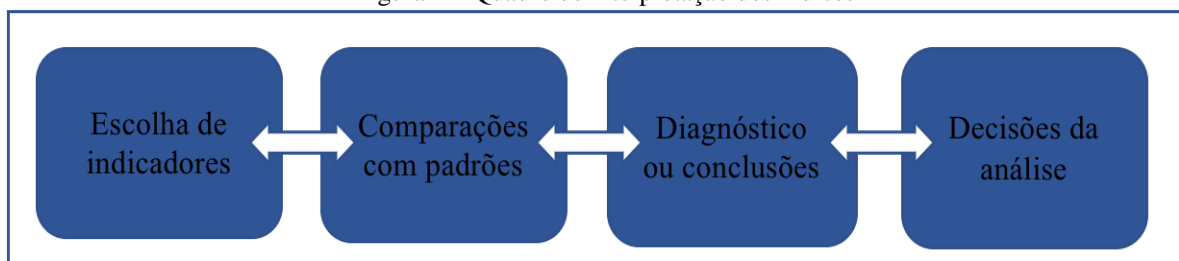 Escolha de
indicadores
Comparações
com padrões
Diagnóstico
ou conclusões
Decisões da
análise